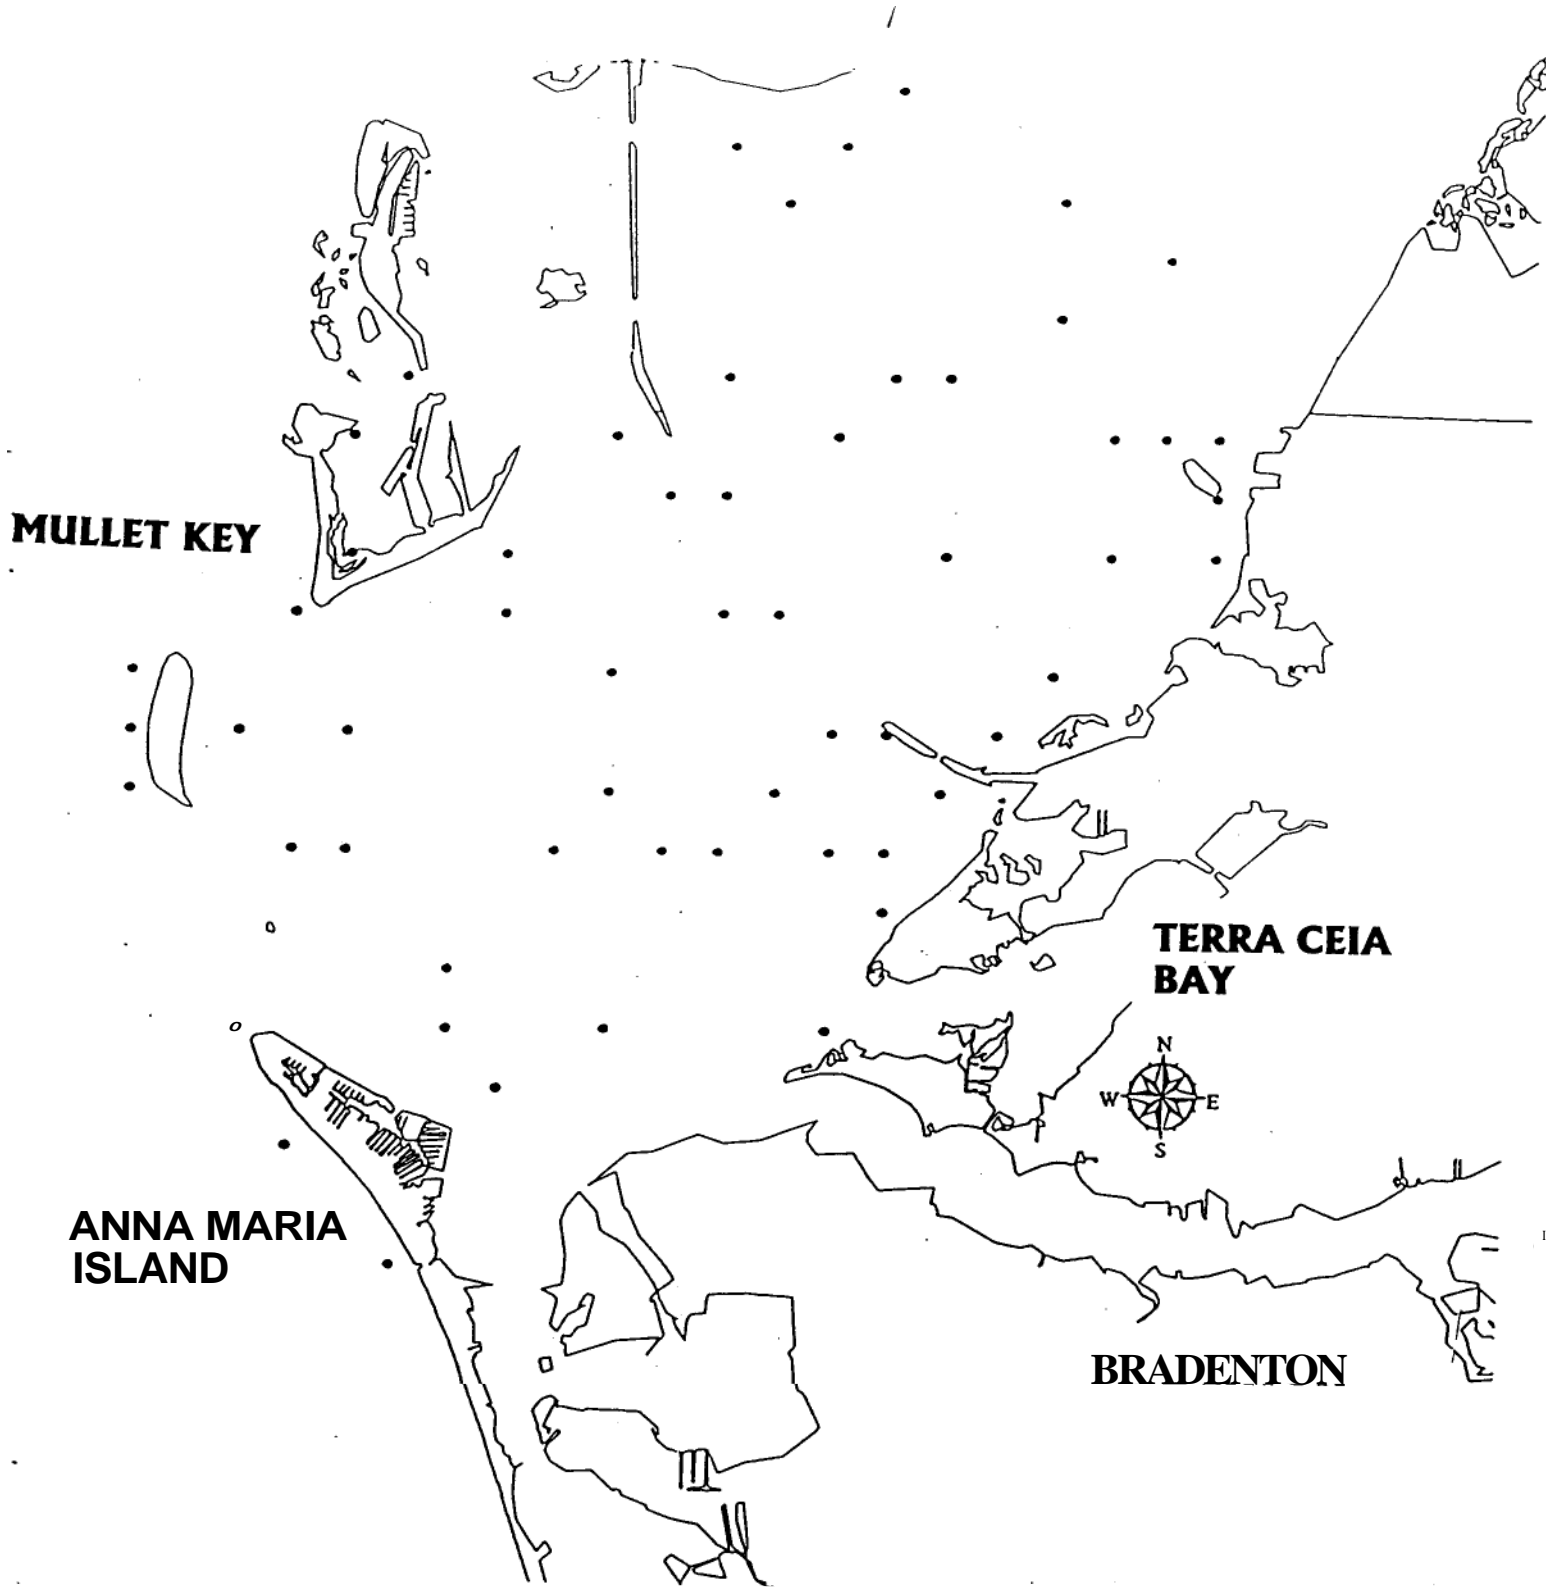 MULLET KEY
TERRA CEIA
BAY
N
W E
S
ANNA MARIA
ISLAND
BRADENTON